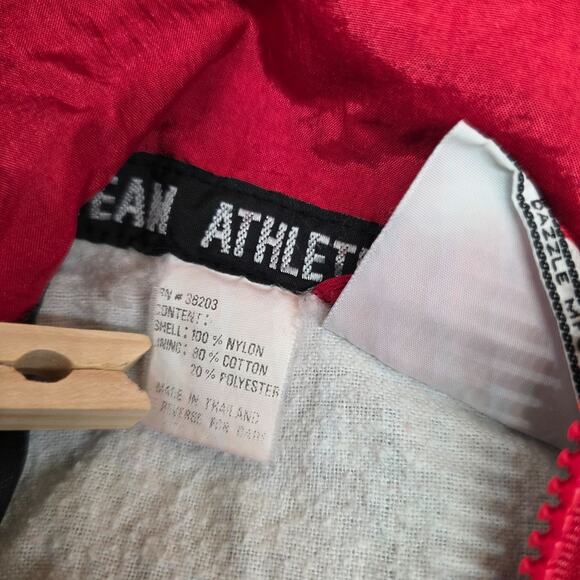 EAM ATHLET
RN # 38203
CONTENT:
SHELL: 100 % NYLON
LINING: 80 % COTTON
20 % POLYESTER
MADE IN THAILAND
REVERSE FOR CARE
DAZZLE